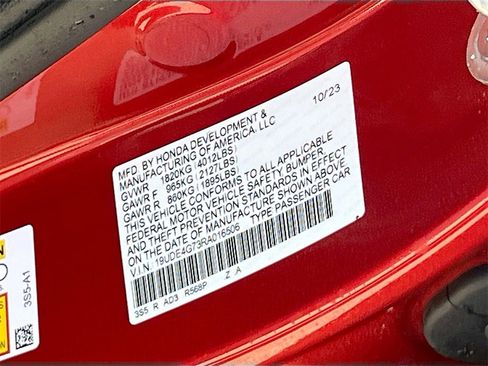 MFD. BY HONDA DEVELOPMENT &
MANUFACTURING OF AMERICA, LLC
10/23
GVWR 1820KG(4012LBS)
GAWR F 965KG(2127LBS)
GAWR R 860KG(1895LBS)
THIS VEHICLE CONFORMS TO ALL APPLICABLE
FEDERAL MOTOR VEHICLE SAFETY BUMPER,
AND THEFT PREVENTION STANDARDS IN EFFECT
ON THE DATE OF MANUFACTURE SHOWN ABOVE.
V.I.N. 19UDE4G73RA016506 TYPE PASSENGER CAR
3S5 R AD3 R568P Z A
3S5-A1